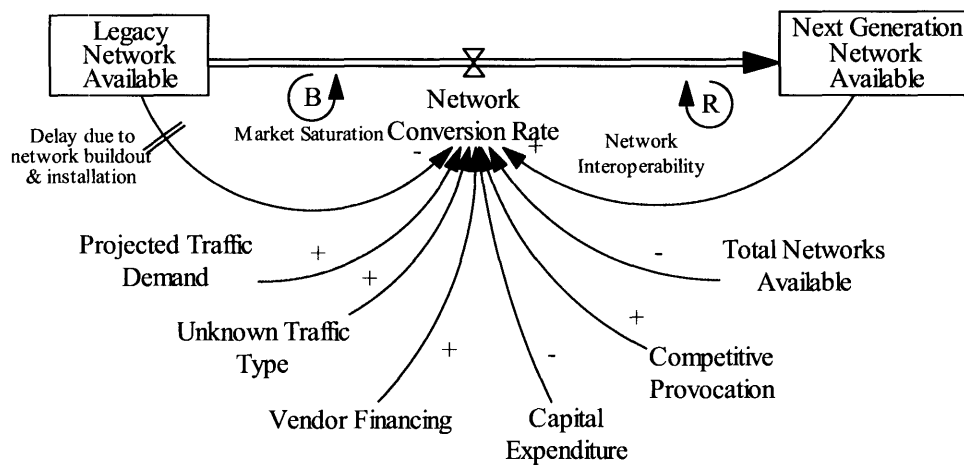 Legacy
Network
Available
Next Generation
Network
Available
B
R
Market Saturation
Network
Conversion Rate
Delay due to
network buildout
& installation
Network
Interoperability
-
+
Projected Traffic
Demand
+
Total Networks
Available
-
Unknown Traffic
Type
+
Competitive
Provocation
+
Vendor Financing
+
Capital
Expenditure
-